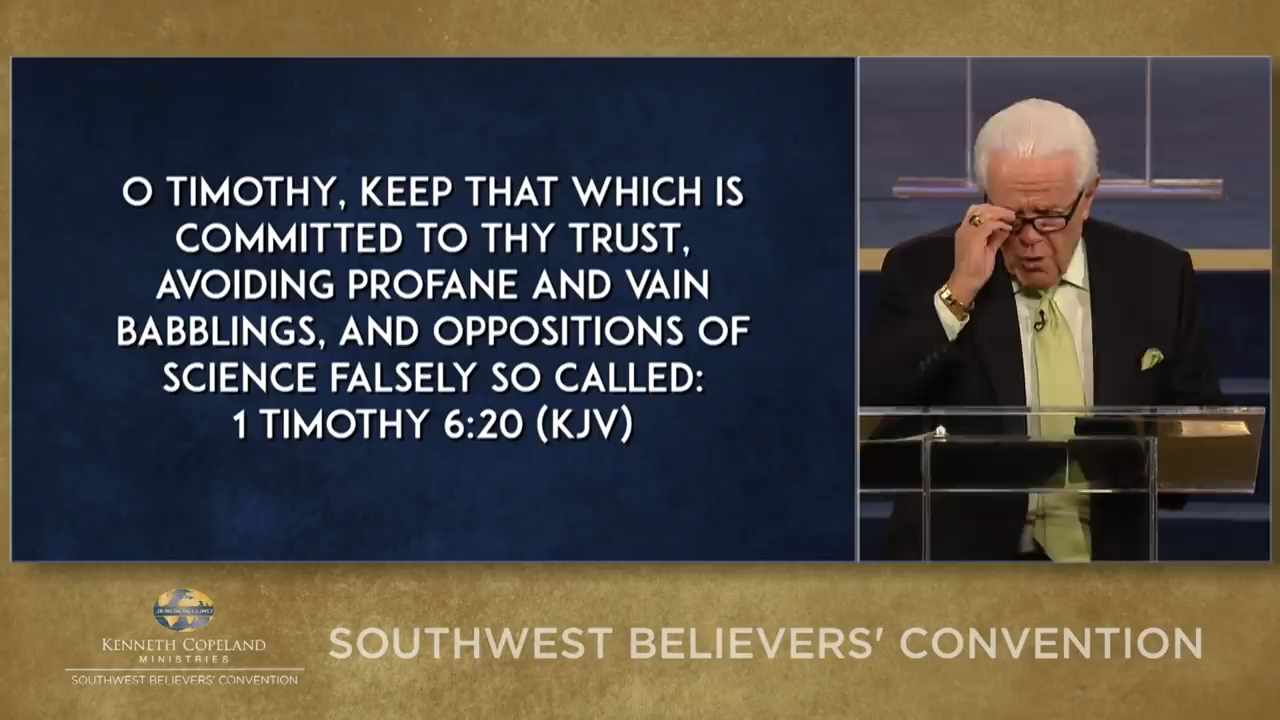 O TIMOTHY, KEEP THAT WHICH IS
COMMITTED TO THY TRUST,
AVOIDING PROFANE AND VAIN
BABBLINGS, AND OPPOSITIONS OF
SCIENCE FALSELY SO CALLED:
1 TIMOTHY 6:20 (KJV)
KENNETH COPELAND
MINISTRIES
SOUTHWEST BELIEVERS' CONVENTION
SOUTHWEST BELIEVERS' CONVENTION